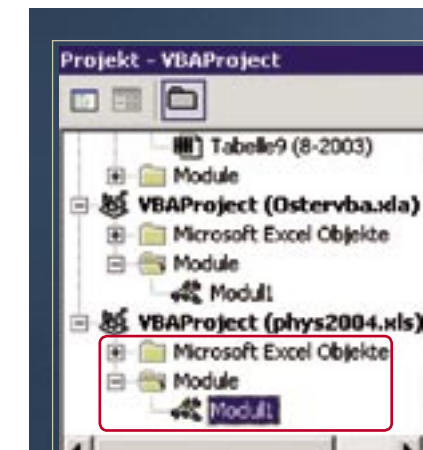 Projekt - VBAProject
Tabelle9 (8-2003)
Module
VBAProject (Ostervba.xla)
Microsoft Excel Objekte
Module
Modul1
VBAProject (phys2004.xls)
Microsoft Excel Objekte
Module
Modul1